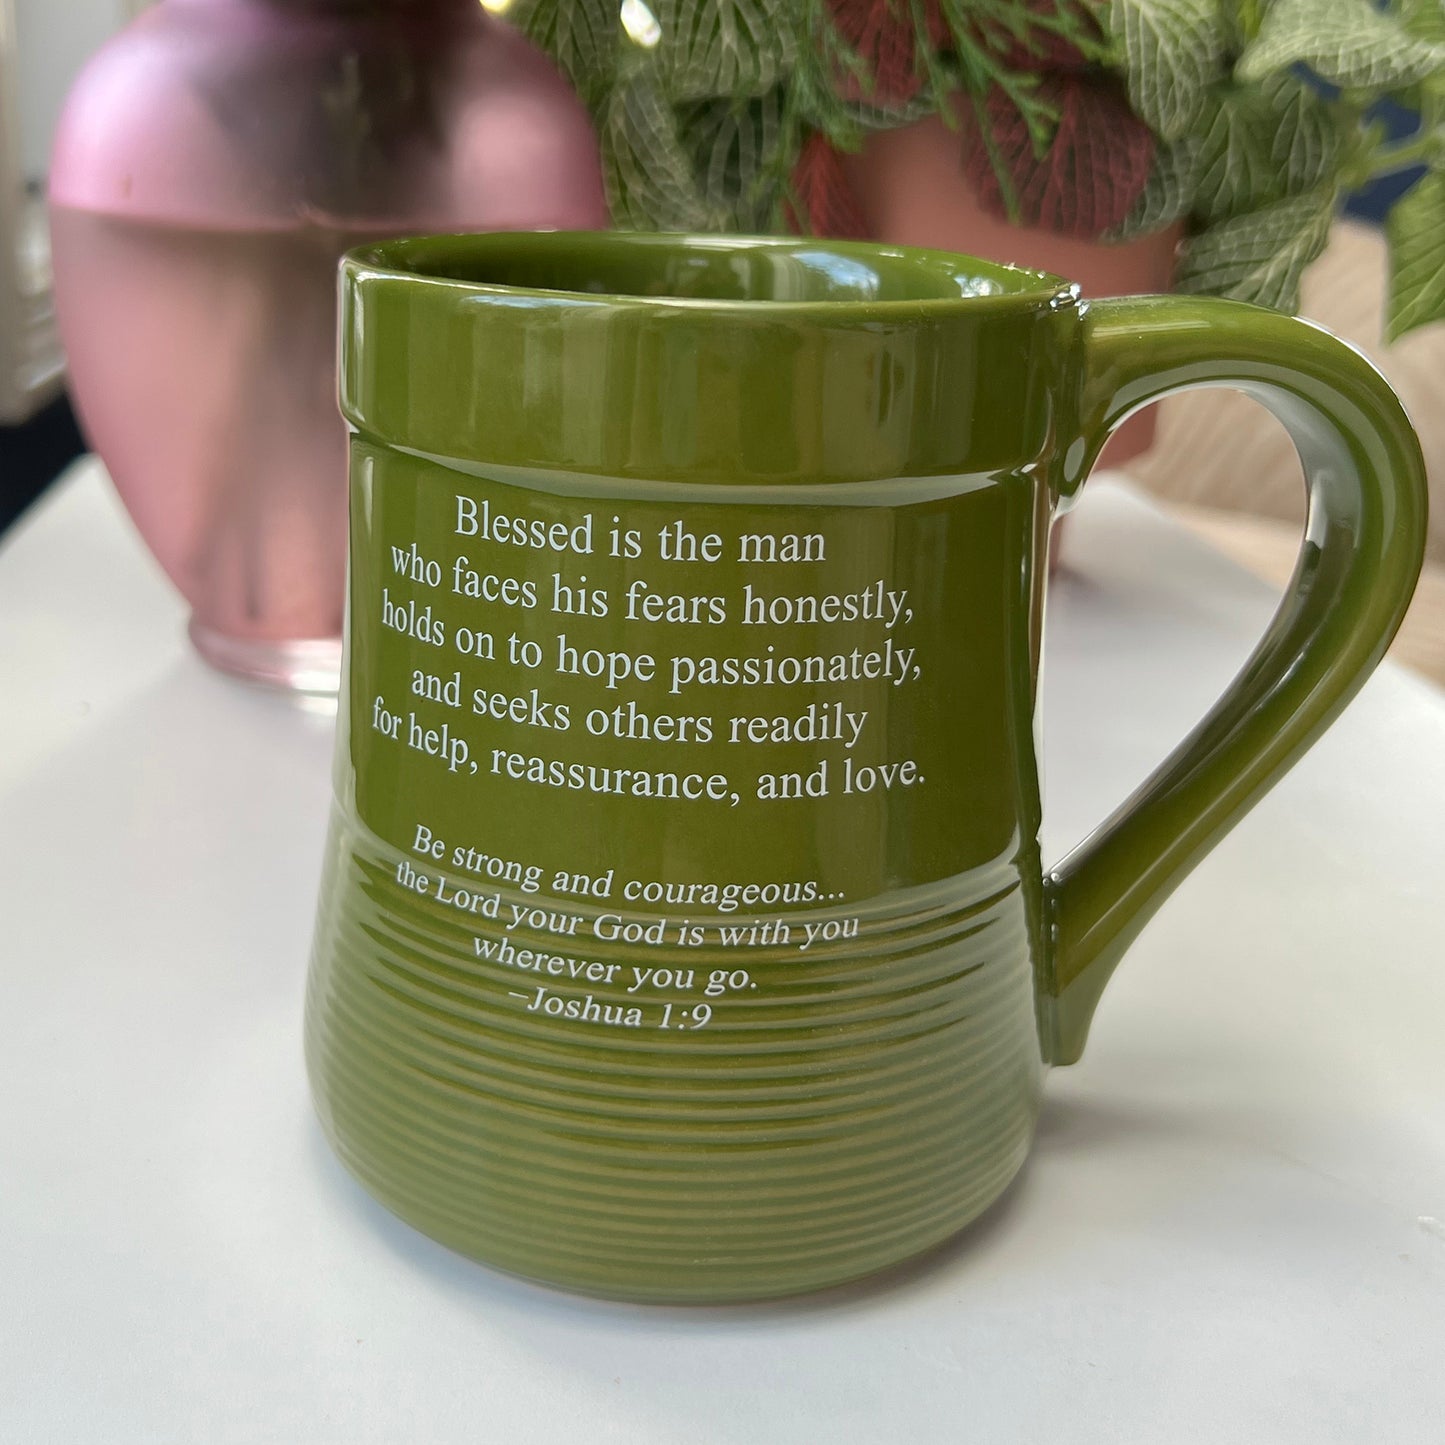 Blessed is the man
who faces his fears honestly,
holds on to hope passionately,
and seeks others readily
for help, reassurance, and love.
Be strong and courageous...
the Lord your God is with you
wherever you go.
–Joshua 1:9